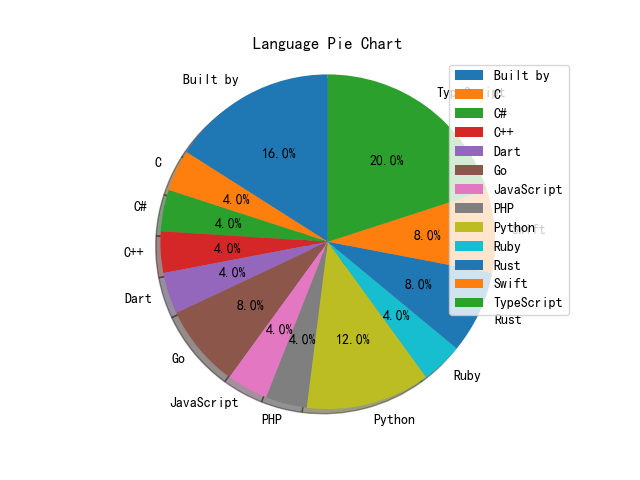 Language Pie Chart
Built by
16.0%
C
4.0%
C#
4.0%
C++
4.0%
Dart
4.0%
Go
8.0%
JavaScript
4.0%
PHP
4.0%
Python
12.0%
Ruby
4.0%
Rust
8.0%
Swift
8.0%
TypeScript
20.0%
Built by
C
C#
C++
Dart
Go
JavaScript
PHP
Python
Ruby
Rust
Swift
TypeScript